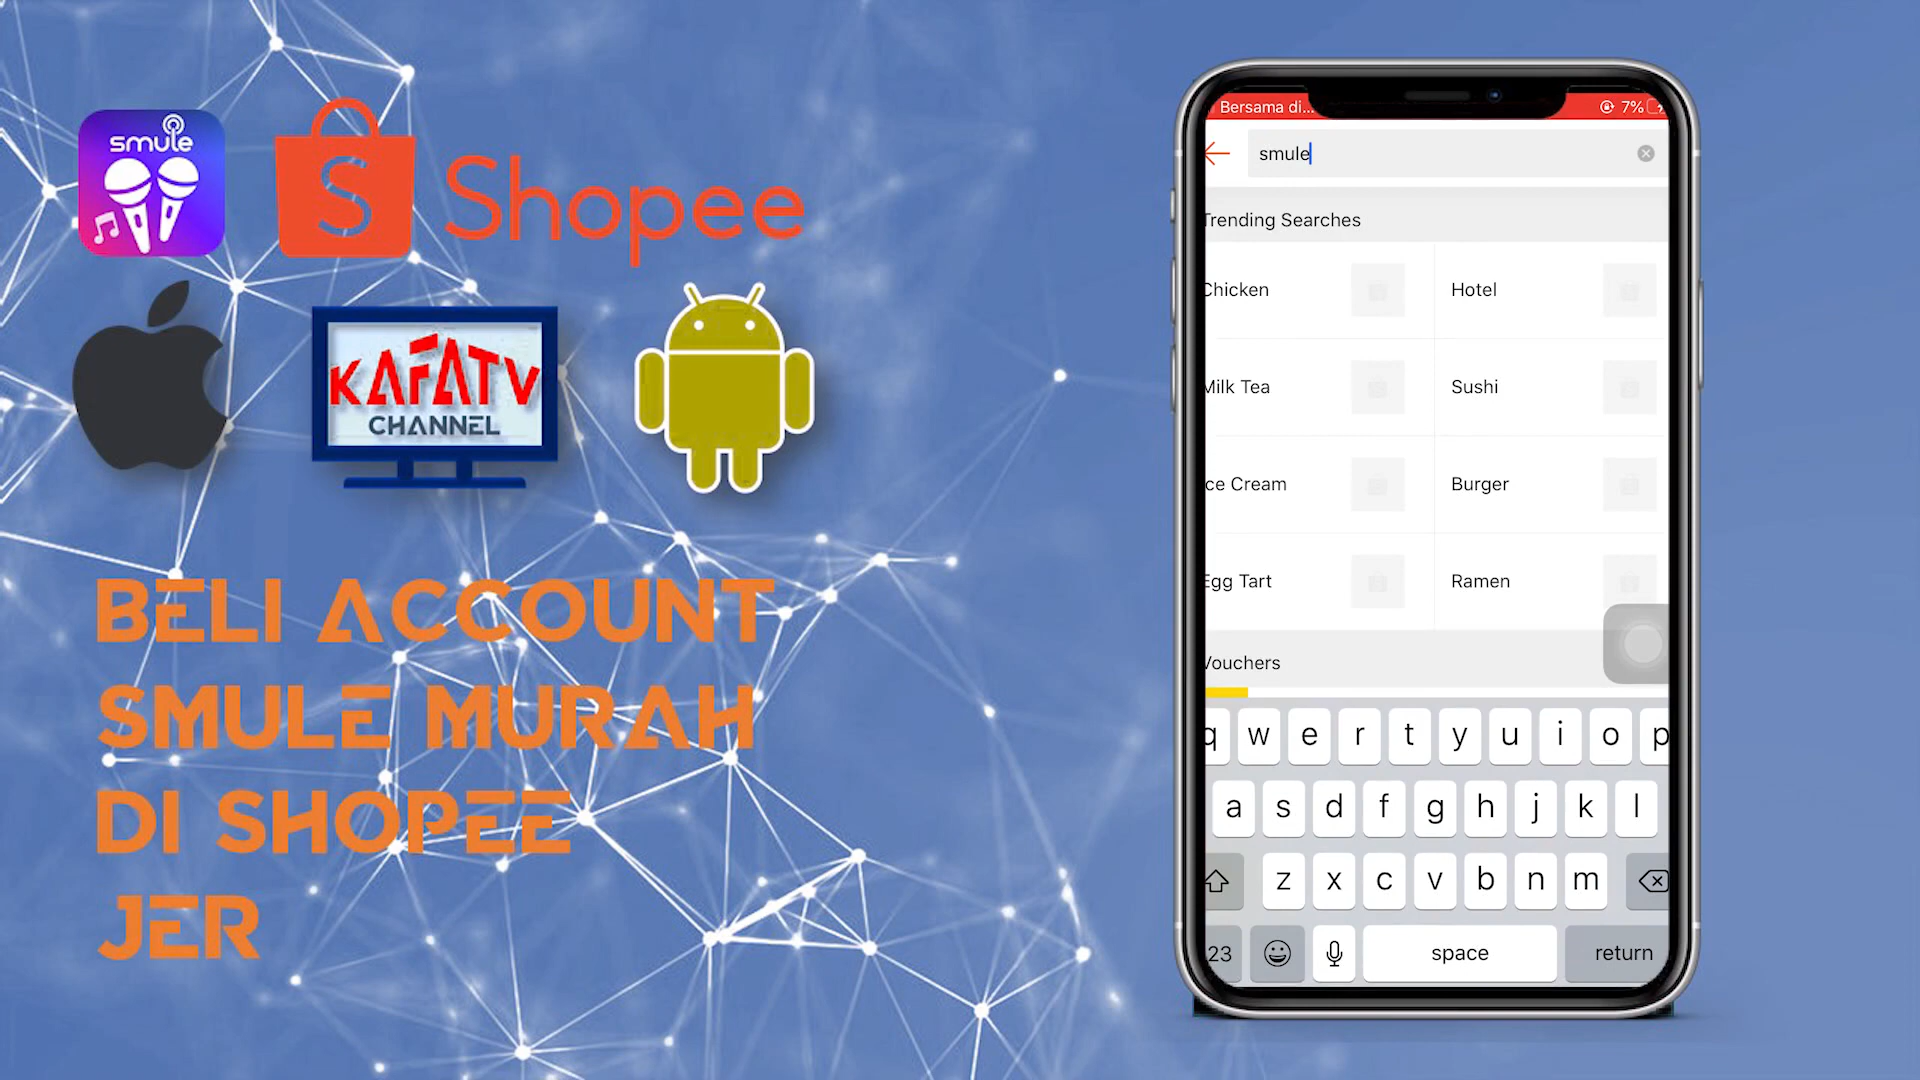 smule
S Shopee
KAFATV
CHANNEL
BELI ACCOUNT
SMULE MURAH
DI SHOPEE
JER
Bersama di... 7%
smule
Trending Searches
Chicken Hotel
Milk Tea Sushi
Ice Cream Burger
Egg Tart Ramen
Vouchers
q w e r t y u i o p
a s d f g h j k l
z x c v b n m
23 space return